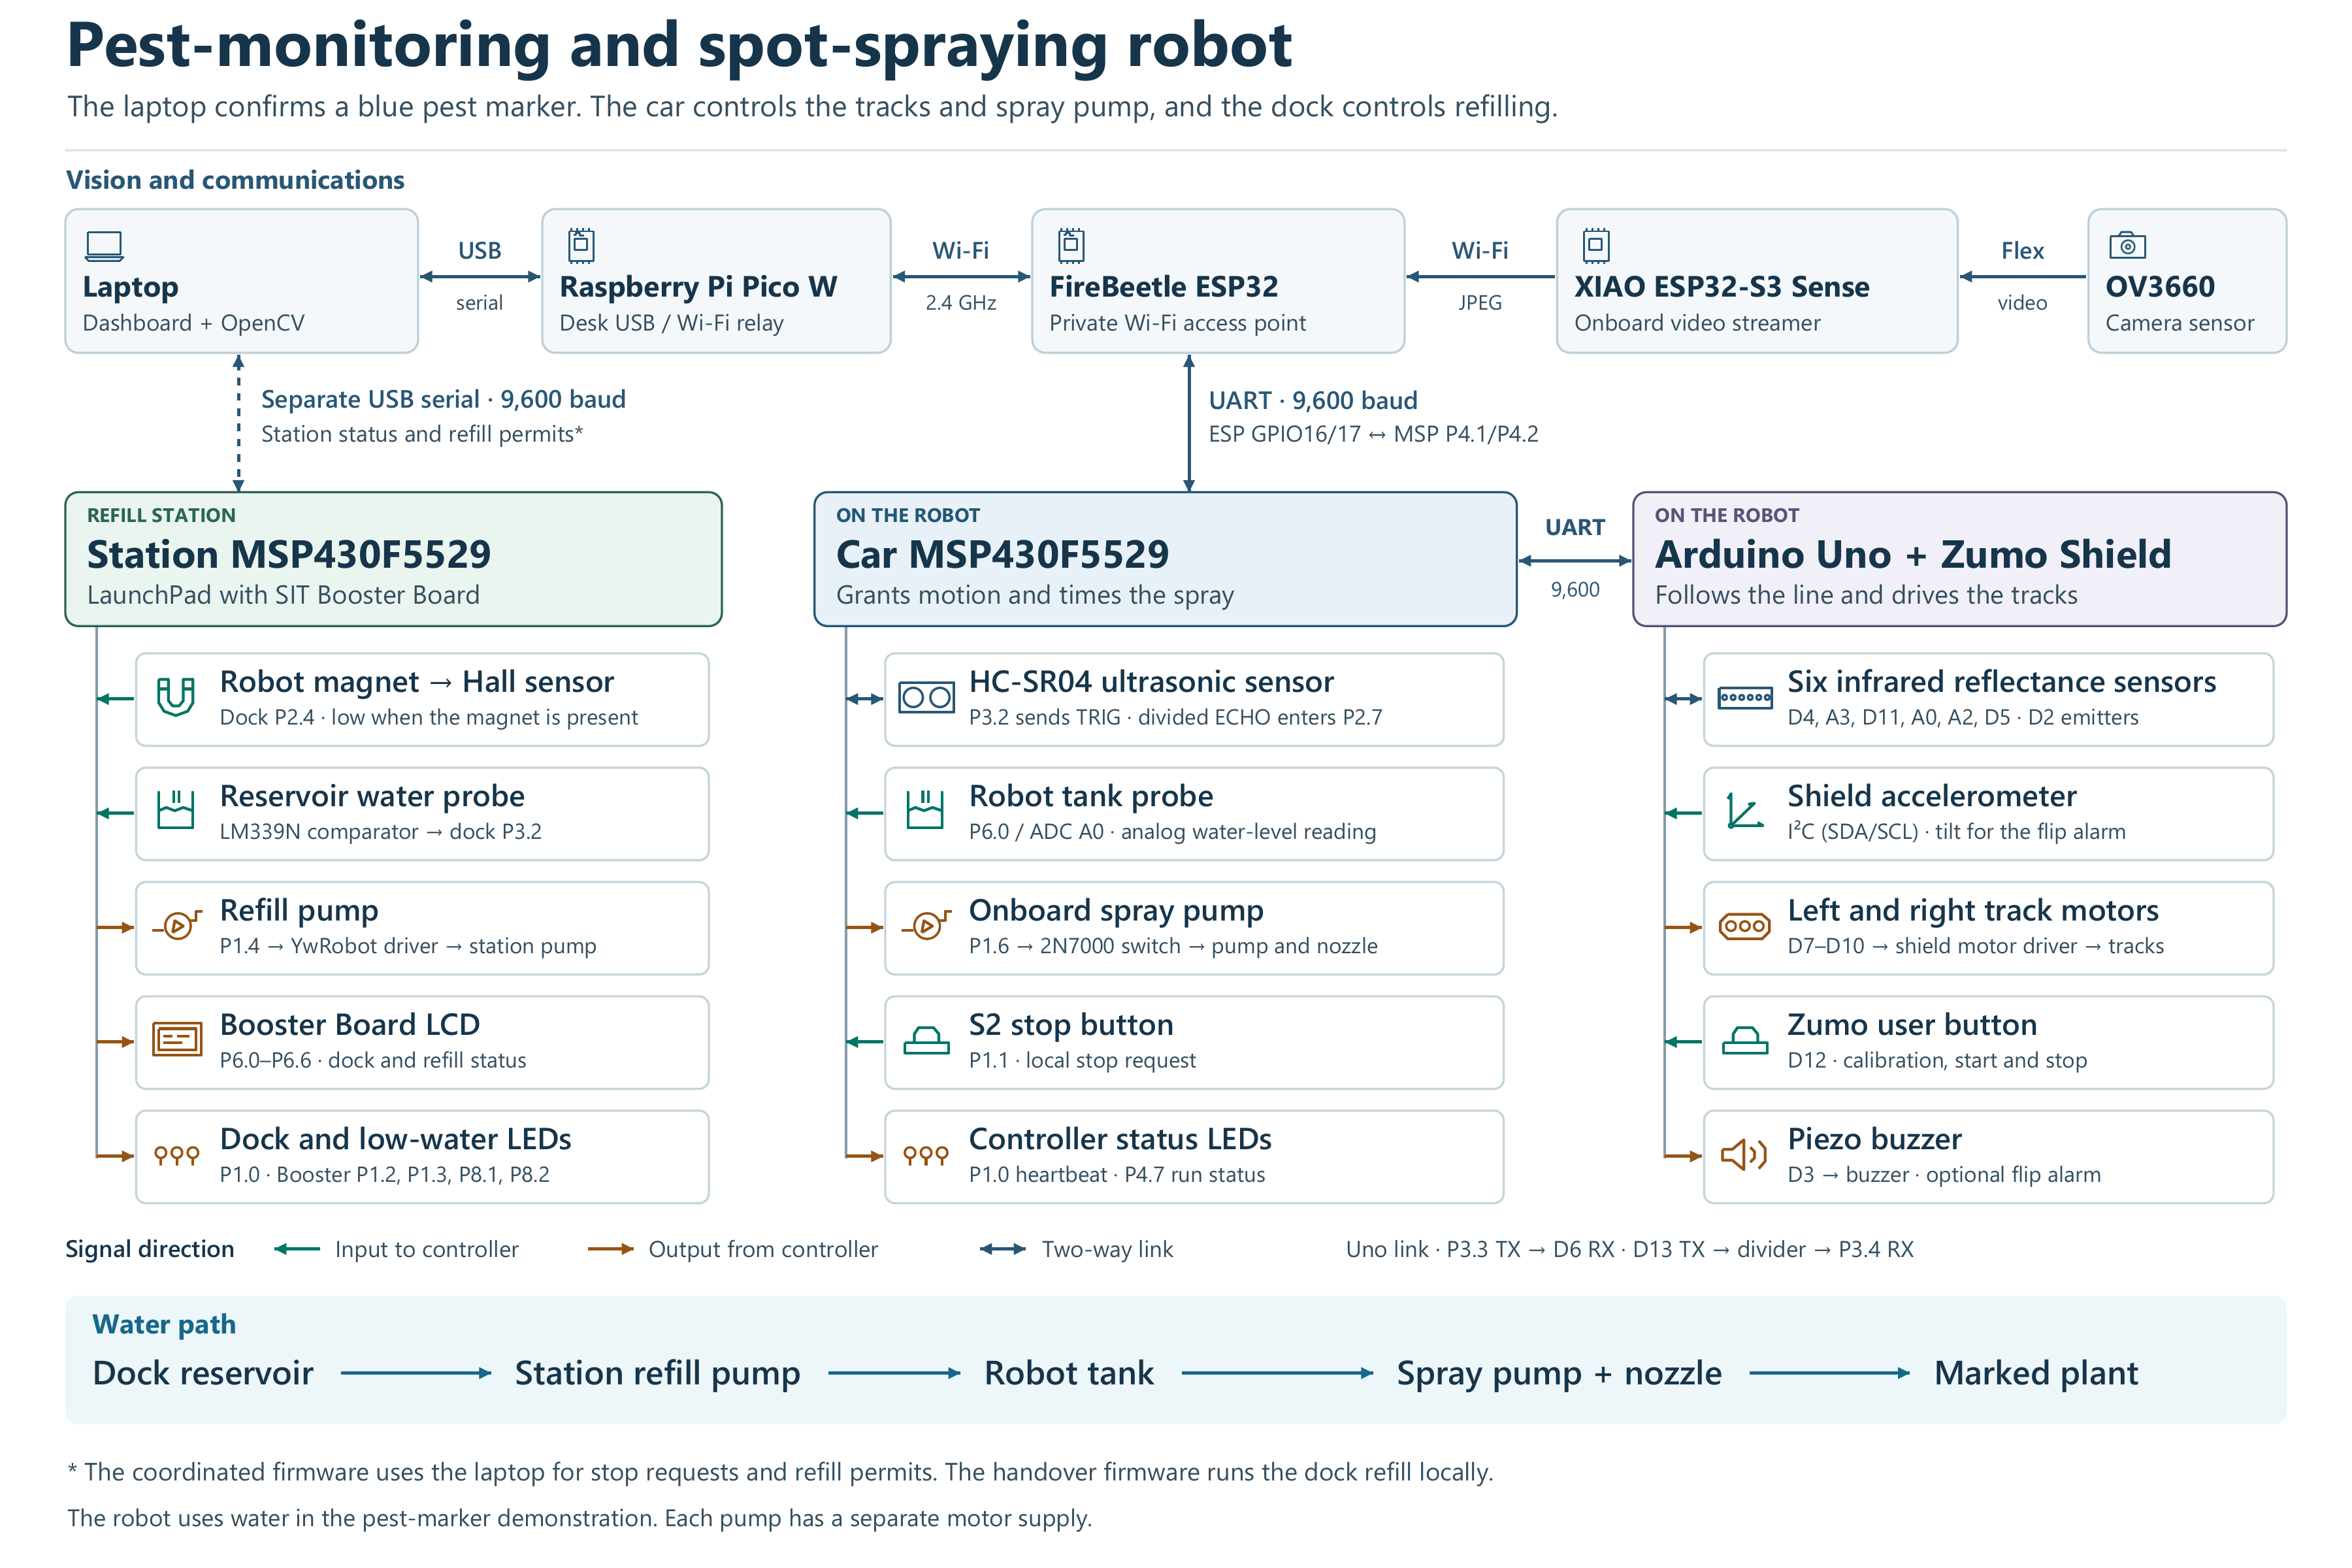 Pest-monitoring and spot-spraying robot
The laptop confirms a blue pest marker. The car controls the tracks and spray pump, and the dock controls refilling.
Vision and communications
Laptop
Dashboard + OpenCV
USB
serial
Raspberry Pi Pico W
Desk USB / Wi-Fi relay
Wi-Fi
2.4 GHz
FireBeetle ESP32
Private Wi-Fi access point
Wi-Fi
JPEG
XIAO ESP32-S3 Sense
Onboard video streamer
Flex
video
OV3660
Camera sensor
Separate USB serial · 9,600 baud
Station status and refill permits*
UART · 9,600 baud
ESP GPIO16/17 ↔ MSP P4.1/P4.2
REFILL STATION
Station MSP430F5529
LaunchPad with SIT Booster Board
ON THE ROBOT
Car MSP430F5529
Grants motion and times the spray
UART
9,600
ON THE ROBOT
Arduino Uno + Zumo Shield
Follows the line and drives the tracks
Robot magnet → Hall sensor
Dock P2.4 · low when the magnet is present
Reservoir water probe
LM339N comparator → dock P3.2
Refill pump
P1.4 → YwRobot driver → station pump
Booster Board LCD
P6.0–P6.6 · dock and refill status
Dock and low-water LEDs
P1.0 · Booster P1.2, P1.3, P8.1, P8.2
HC-SR04 ultrasonic sensor
P3.2 sends TRIG · divided ECHO enters P2.7
Robot tank probe
P6.0 / ADC A0 · analog water-level reading
Onboard spray pump
P1.6 → 2N7000 switch → pump and nozzle
S2 stop button
P1.1 · local stop request
Controller status LEDs
P1.0 heartbeat · P4.7 run status
Six infrared reflectance sensors
D4, A3, D11, A0, A2, D5 · D2 emitters
Shield accelerometer
I²C (SDA/SCL) · tilt for the flip alarm
Left and right track motors
D7–D10 → shield motor driver → tracks
Zumo user button
D12 · calibration, start and stop
Piezo buzzer
D3 → buzzer · optional flip alarm
Signal direction
Input to controller
Output from controller
Two-way link
Uno link · P3.3 TX → D6 RX · D13 TX → divider → P3.4 RX
Water path
Dock reservoir
Station refill pump
Robot tank
Spray pump + nozzle
Marked plant
* The coordinated firmware uses the laptop for stop requests and refill permits. The handover firmware runs the dock refill locally.
The robot uses water in the pest-marker demonstration. Each pump has a separate motor supply.